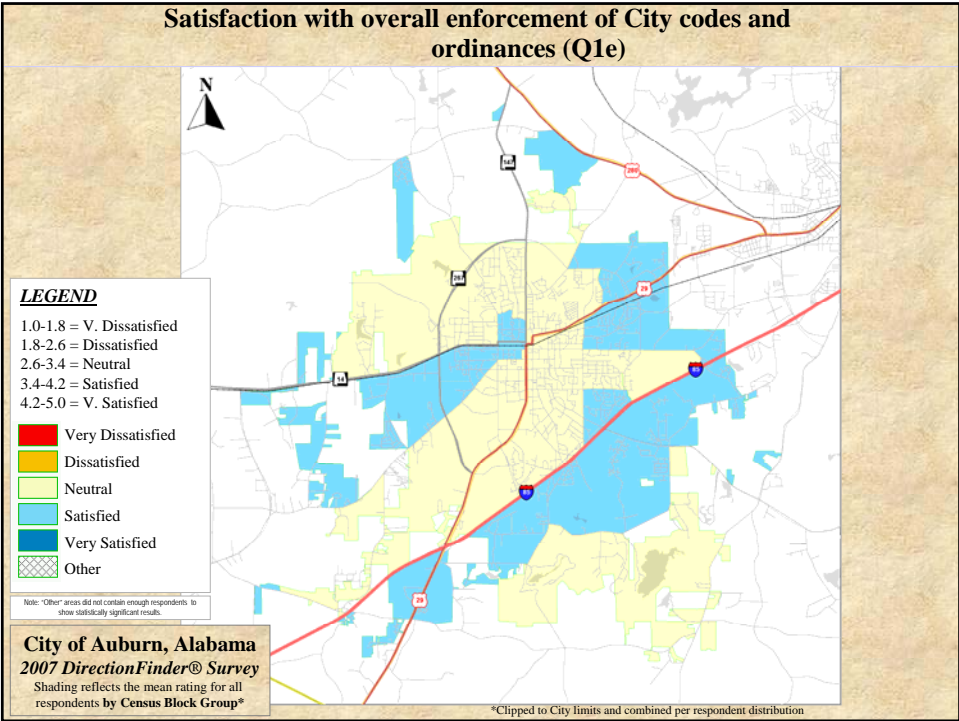 Satisfaction with overall enforcement of City codes and
ordinances (Q1e)
N
147
280
267
29
14
85
85
29
LEGEND
1.0-1.8 = V. Dissatisfied
1.8-2.6 = Dissatisfied
2.6-3.4 = Neutral
3.4-4.2 = Satisfied
4.2-5.0 = V. Satisfied
Very Dissatisfied
Dissatisfied
Neutral
Satisfied
Very Satisfied
Other
Note: "Other" areas did not contain enough respondents to
show statistically significant results.
City of Auburn, Alabama
2007 DirectionFinder® Survey
Shading reflects the mean rating for all
respondents by Census Block Group*
*Clipped to City limits and combined per respondent distribution